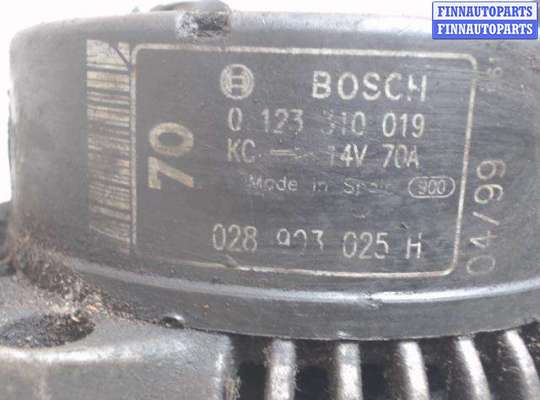 FINNAUTOPARTS
FINNAUTOPARTS
BOSCH
0 123 310 019
KC 14V 70A
Made in Spain 900
028 903 025 H
70
04/99